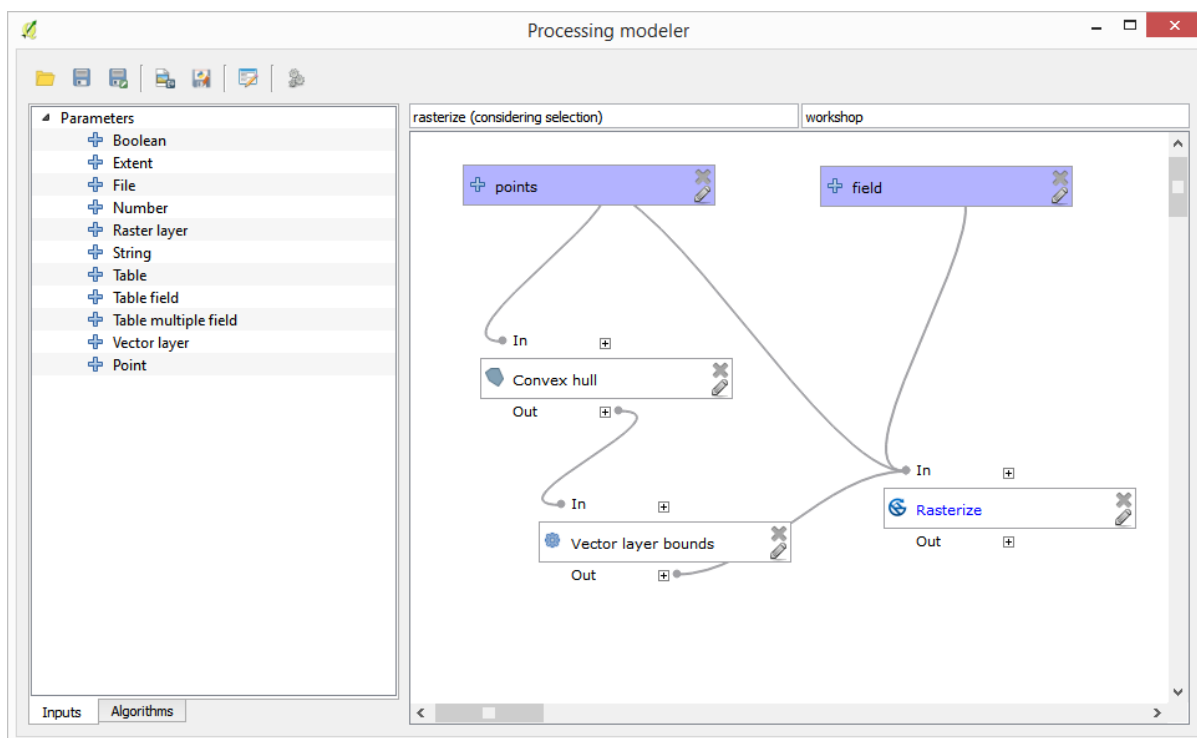 Processing modeler
Parameters
Boolean
Extent
File
Number
Raster layer
String
Table
Table field
Table multiple field
Vector layer
Point
Inputs
Algorithms
rasterize (considering selection)
workshop
points
field
In
Convex hull
Out
In
Rasterize
Out
In
Vector layer bounds
Out